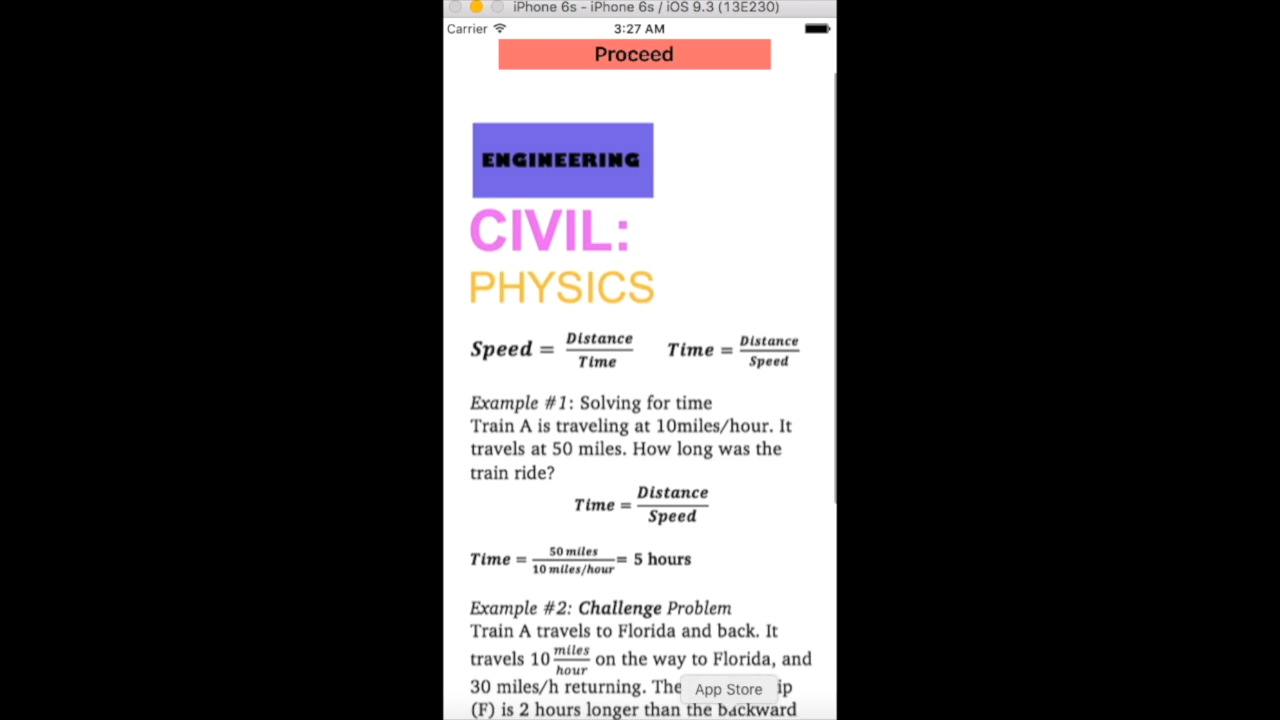 iPhone 6s - iPhone 6s / iOS 9.3 (13E230)
Carrier 3:27 AM
Proceed
ENGINEERING
CIVIL:
PHYSICS
Speed = Distance / Time Time = Distance / Speed
Example #1: Solving for time
Train A is traveling at 10miles/hour. It
travels at 50 miles. How long was the
train ride?
Time = Distance / Speed
Time = 50 miles / 10 miles/hour = 5 hours
Example #2: Challenge Problem
Train A travels to Florida and back. It
travels 10 miles / hour on the way to Florida, and
30 miles/h returning. The App Store ip
(F) is 2 hours longer than the backward